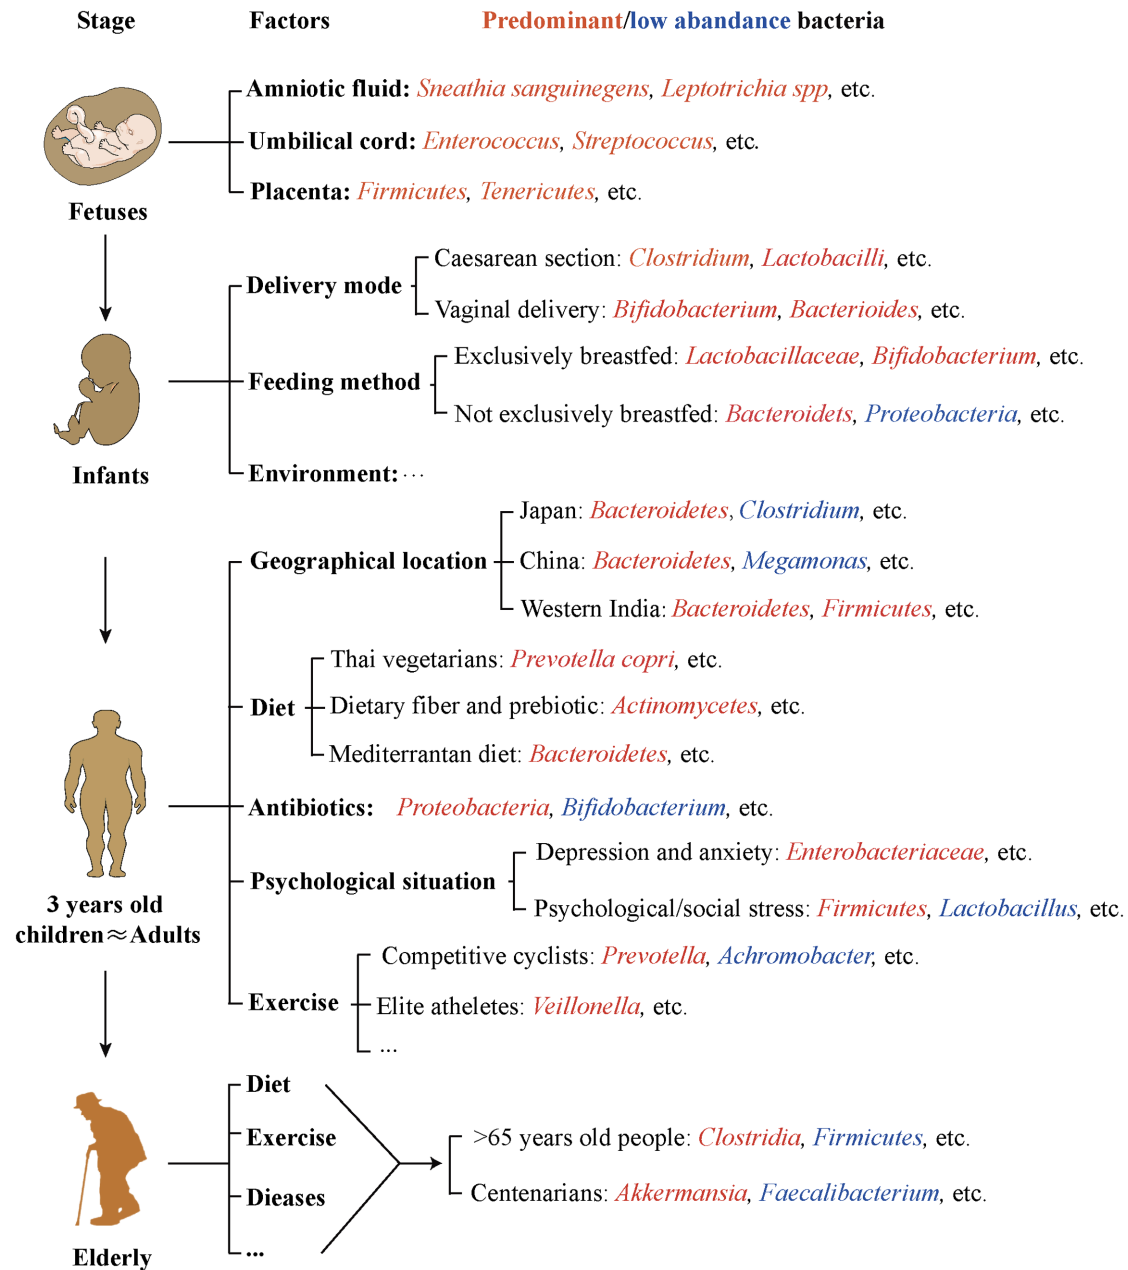 Stage Factors Predominant/low abandance bacteria
Amniotic fluid: Sneathia sanguinegens, Leptotrichia spp, etc.
Umbilical cord: Enterococcus, Streptococcus, etc.
Placenta: Firmicutes, Tenericutes, etc.
Fetuses
Caesarean section: Clostridium, Lactobacilli, etc.
Delivery mode
Vaginal delivery: Bifidobacterium, Bacterioides, etc.
Exclusively breastfed: Lactobacillaceae, Bifidobacterium, etc.
Feeding method
Not exclusively breastfed: Bacteroidets, Proteobacteria, etc.
Environment: ...
Infants
Japan: Bacteroidetes, Clostridium, etc.
Geographical location
China: Bacteroidetes, Megamonas, etc.
Western India: Bacteroidetes, Firmicutes, etc.
Thai vegetarians: Prevotella copri, etc.
Diet
Dietary fiber and prebiotic: Actinomycetes, etc.
Mediterrantan diet: Bacteroidetes, etc.
Antibiotics: Proteobacteria, Bifidobacterium, etc.
Depression and anxiety: Enterobacteriaceae, etc.
Psychological situation
Psychological/social stress: Firmicutes, Lactobacillus, etc.
3 years old
children≈Adults
Competitive cyclists: Prevotella, Achromobacter, etc.
Exercise
Elite atheletes: Veillonella, etc.
...
Diet
Exercise
Dieases
...
>65 years old people: Clostridia, Firmicutes, etc.
Centenarians: Akkermansia, Faecalibacterium, etc.
Elderly